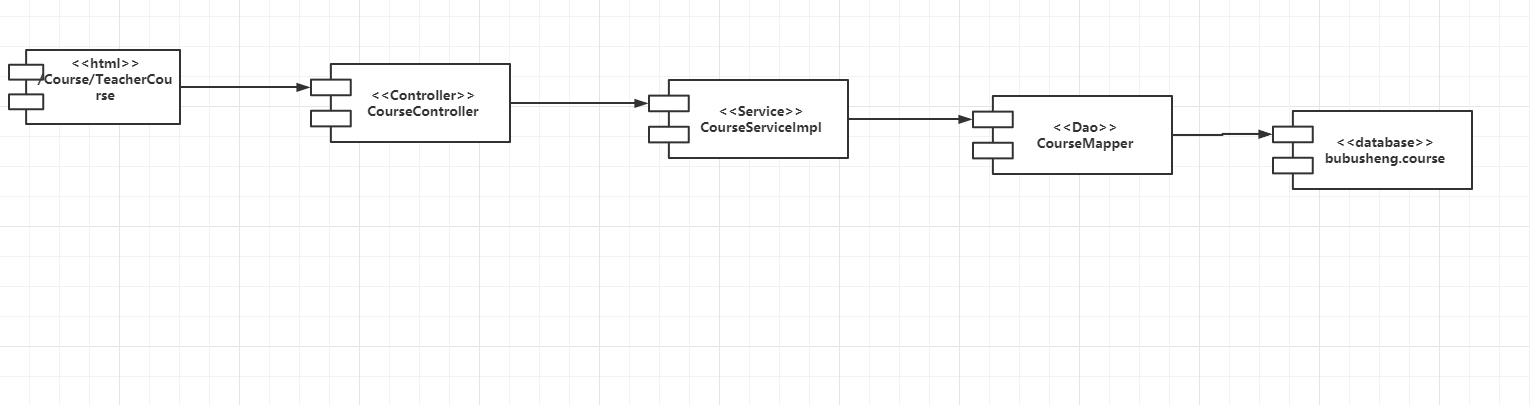 <<html>>
/Course/TeacherCou
rse
<<Controller>>
CourseController
<<Service>>
CourseServiceImpl
<<Dao>>
CourseMapper
<<database>>
bubusheng.course